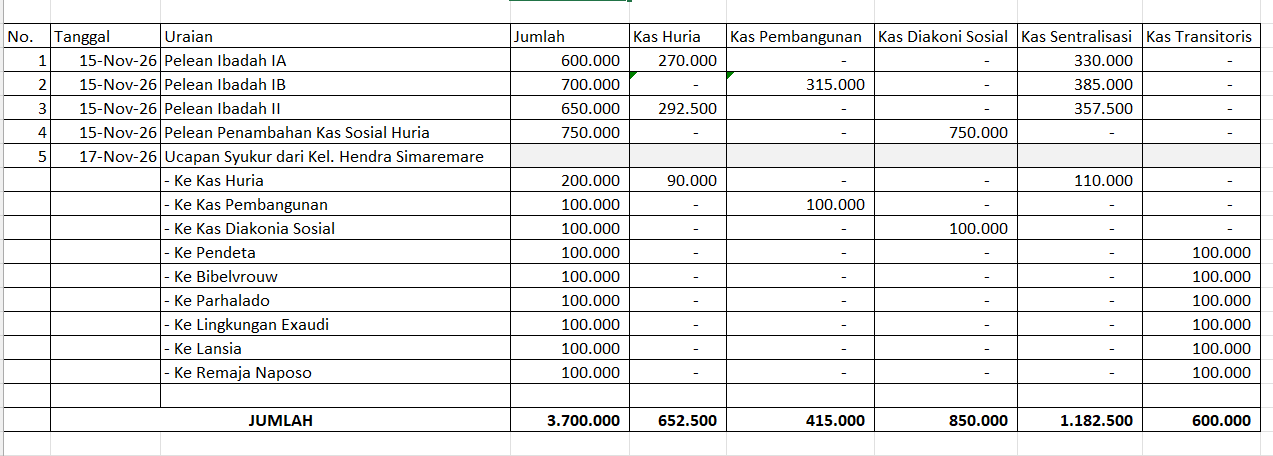 No. Tanggal Uraian Jumlah Kas Huria Kas Pembangunan Kas Diakoni Sosial Kas Sentralisasi Kas Transitoris
1 15-Nov-26 Pelean Ibadah IA 600.000 270.000 - - 330.000 -
2 15-Nov-26 Pelean Ibadah IB 700.000 - 315.000 - 385.000 -
3 15-Nov-26 Pelean Ibadah II 650.000 292.500 - - 357.500 -
4 15-Nov-26 Pelean Penambahan Kas Sosial Huria 750.000 - - 750.000 - -
5 17-Nov-26 Ucapan Syukur dari Kel. Hendra Simaremare
- Ke Kas Huria 200.000 90.000 - - 110.000 -
- Ke Kas Pembangunan 100.000 - 100.000 - - -
- Ke Kas Diakonia Sosial 100.000 - - 100.000 - -
- Ke Pendeta 100.000 - - - - 100.000
- Ke Bibelvrouw 100.000 - - - - 100.000
- Ke Parhalado 100.000 - - - - 100.000
- Ke Lingkungan Exaudi 100.000 - - - - 100.000
- Ke Lansia 100.000 - - - - 100.000
- Ke Remaja Naposo 100.000 - - - - 100.000
JUMLAH 3.700.000 652.500 415.000 850.000 1.182.500 600.000